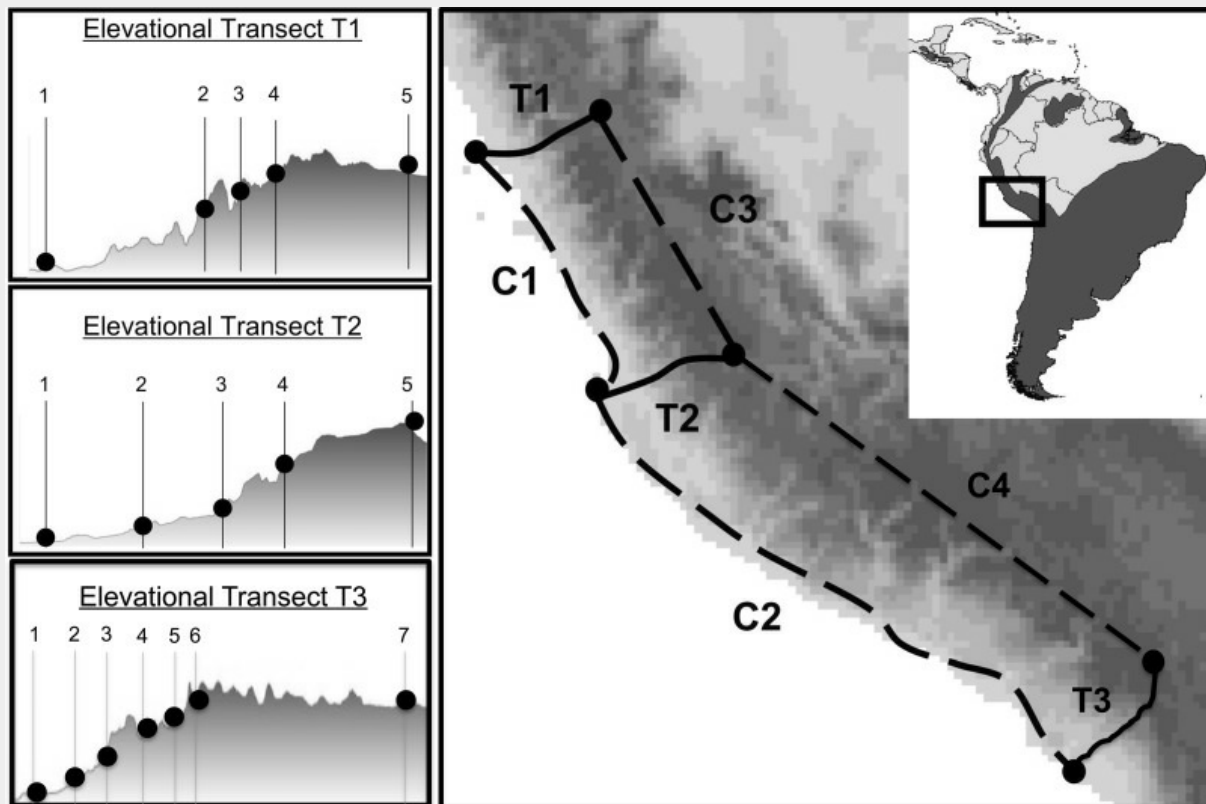 Elevational Transect T1
1 2 3 4 5
Elevational Transect T2
1 2 3 4 5
Elevational Transect T3
1 2 3 4 5 6 7
T1
C3
C1
T2
C4
C2
T3